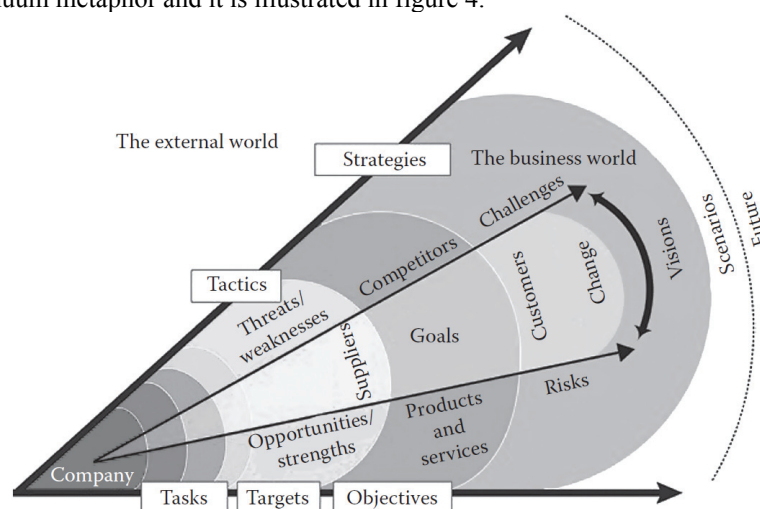 uum metaphor and it is illustrated in figure 4.
The external world
Strategies
The business world
Challenges
Competitors
Tactics
Threats/
weaknesses
Suppliers
Goals
Customers
Change
Visions
Scenarios
Future
Risks
Products
and
services
Opportunities/
strengths
Company
Tasks
Targets
Objectives